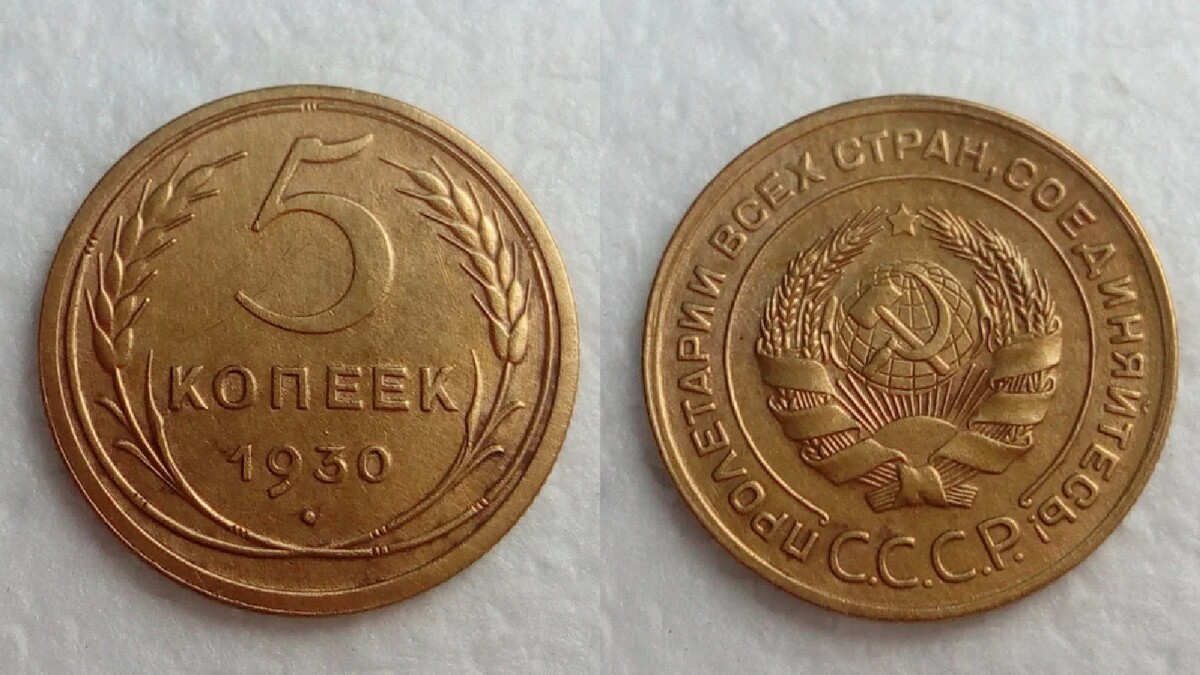 5
КОПЕЕК
1930
ПРОЛЕТАРИИ ВСЕХ СТРАН, СОЕДИНЯЙТЕСЬ!
С.С.С.Р.